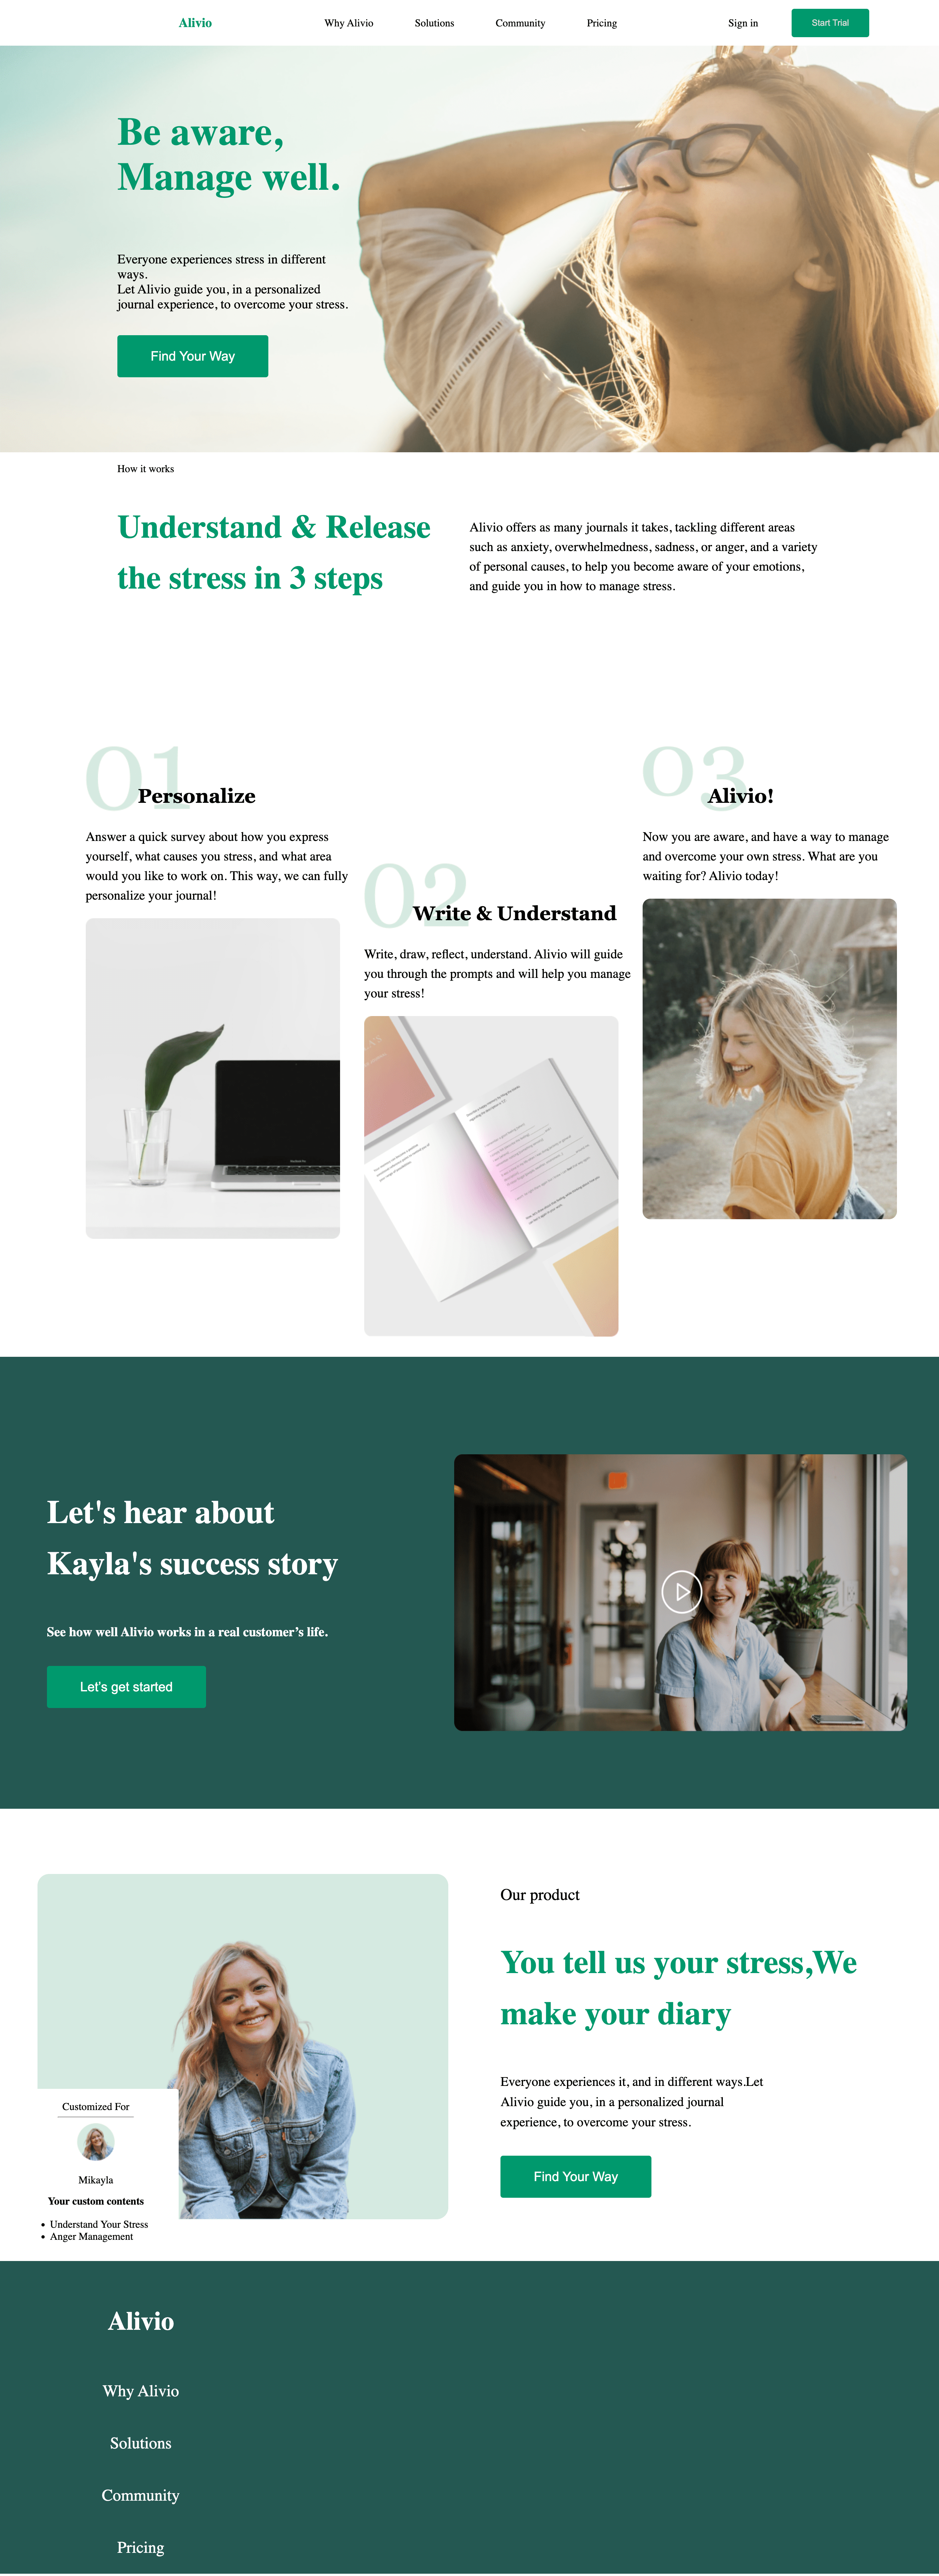 Alivio
Why Alivio
Solutions
Community
Pricing
Sign in
Start Trial
Be aware,
Manage well.
Everyone experiences stress in different
ways.
Let Alivio guide you, in a personalized
journal experience, to overcome your stress.
Find Your Way
How it works
Understand & Release
the stress in 3 steps
Alivio offers as many journals it takes, tackling different areas
such as anxiety, overwhelmedness, sadness, or anger, and a variety
of personal causes, to help you become aware of your emotions,
and guide you in how to manage stress.
01
Personalize
Answer a quick survey about how you express
yourself, what causes you stress, and what area
would you like to work on. This way, we can fully
personalize your journal!
02
Write & Understand
Write, draw, reflect, understand. Alivio will guide
you through the prompts and will help you manage
your stress!
03
Alivio!
Now you are aware, and have a way to manage
and overcome your own stress. What are you
waiting for? Alivio today!
Let's hear about
Kayla's success story
See how well Alivio works in a real customer’s life.
Let's get started
Our product
You tell us your stress,We
make your diary
Everyone experiences it, and in different ways.Let
Alivio guide you, in a personalized journal
experience, to overcome your stress.
Find Your Way
Customized For
Mikayla
Your custom contents
• Understand Your Stress
• Anger Management
Alivio
Why Alivio
Solutions
Community
Pricing